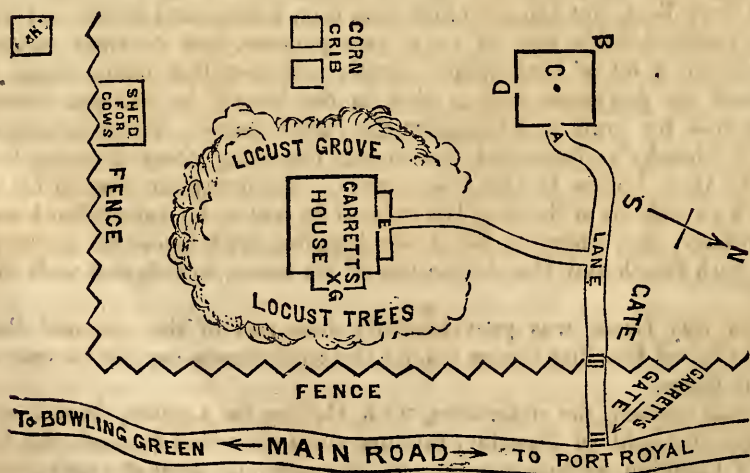 CORN
CRIB
B
C
D
A
SHED
FOR
COWS
LOCUST GROVE
GARRETTS
HOUSE
E
X G
LOCUST TREES
LANE
S
N
FENCE
GATE
GARRETT'S
GATE
FENCE
To BOWLING GREEN
MAIN ROAD
TO PORT ROYAL